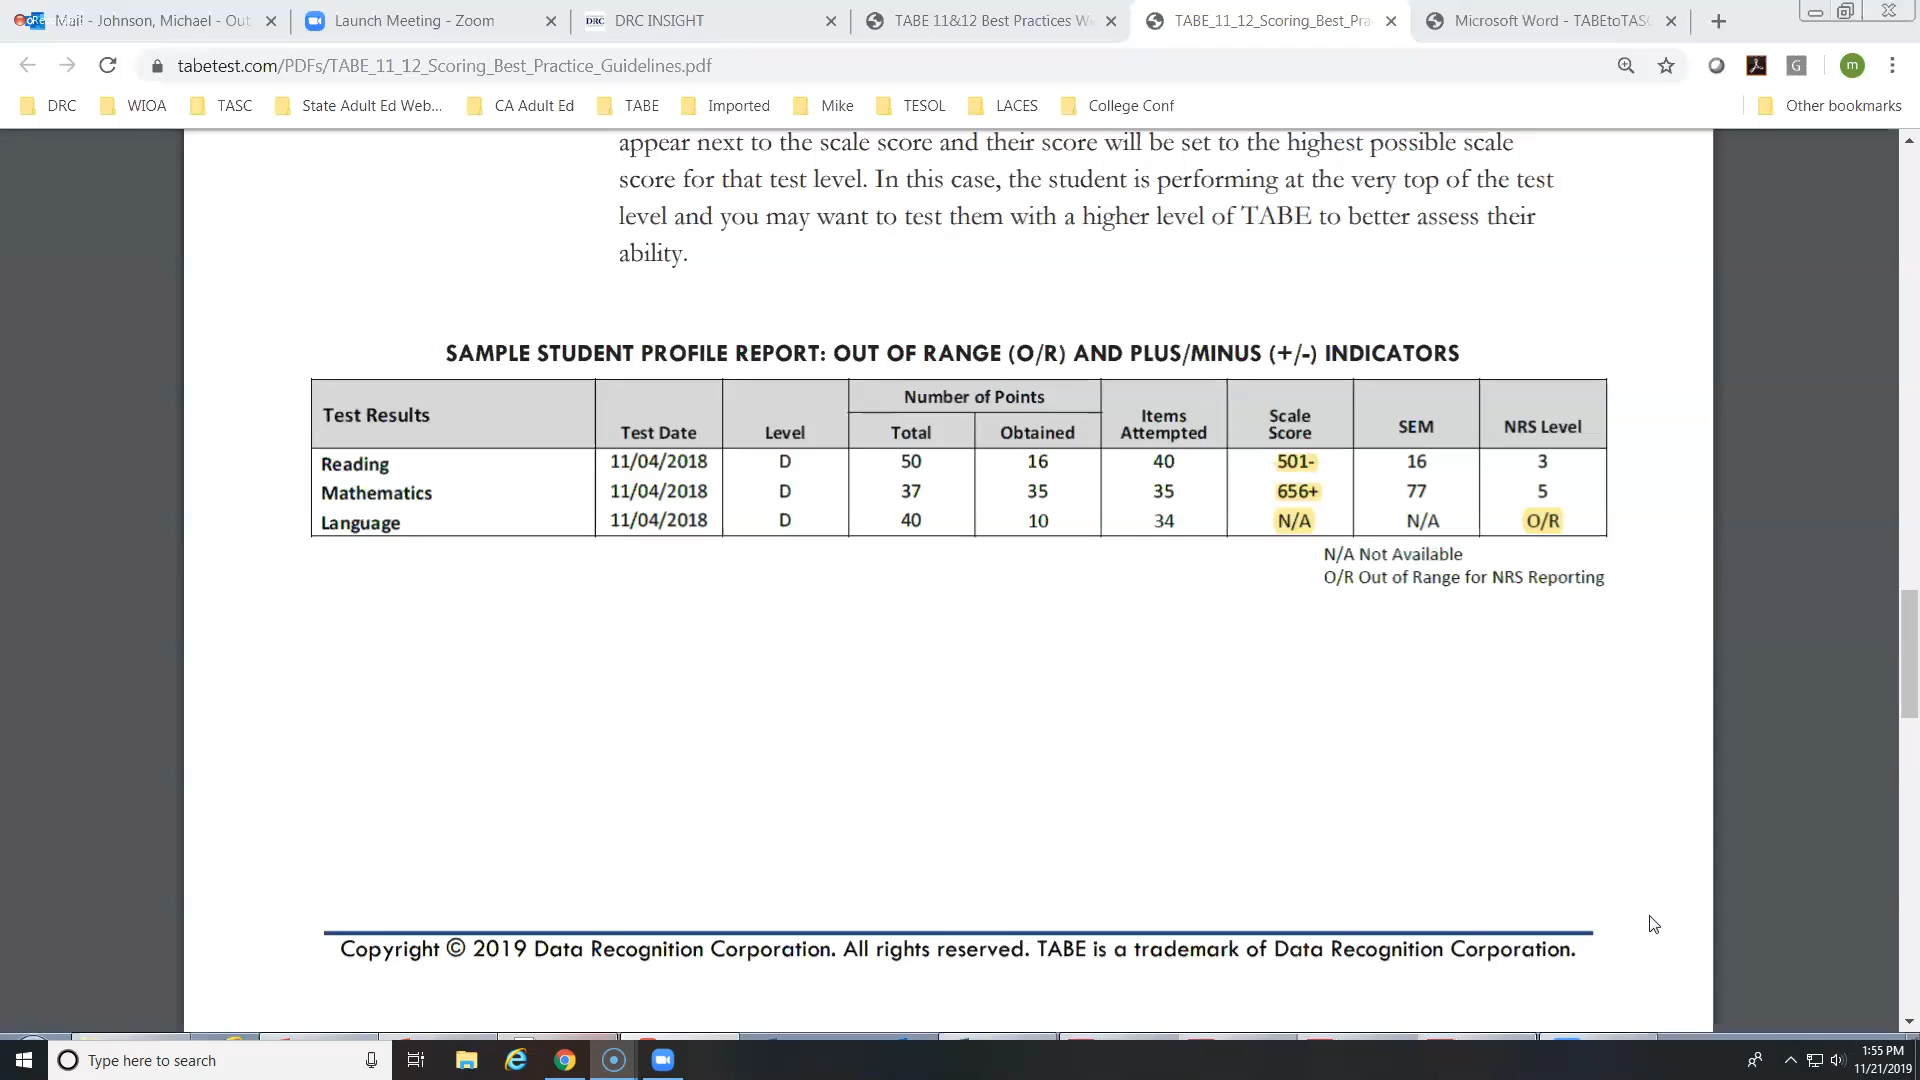 Mail - Johnson, Michael - Out
Launch Meeting - Zoom
DRC INSIGHT
TABE 11&12 Best Practices We
TABE_11_12_Scoring_Best_Pra
Microsoft Word - TABEtoTASC
tabetest.com/PDFs/TABE_11_12_Scoring_Best_Practice_Guidelines.pdf
m
DRC WIOA TASC State Adult Ed Web... CA Adult Ed TABE Imported Mike TESOL LACES College Conf Other bookmarks
appear next to the scale score and their score will be set to the highest possible scale
score for that test level. In this case, the student is performing at the very top of the test
level and you may want to test them with a higher level of TABE to better assess their
ability.
SAMPLE STUDENT PROFILE REPORT: OUT OF RANGE (O/R) AND PLUS/MINUS (+/-) INDICATORS
Test Results Test Date Level Number of Points Total Obtained Items Attempted Scale Score SEM NRS Level
Reading 11/04/2018 D 50 16 40 501- 16 3
Mathematics 11/04/2018 D 37 35 35 656+ 77 5
Language 11/04/2018 D 40 10 34 N/A N/A O/R
N/A Not Available
O/R Out of Range for NRS Reporting
Copyright © 2019 Data Recognition Corporation. All rights reserved. TABE is a trademark of Data Recognition Corporation.
Type here to search
1:55 PM
11/21/2019